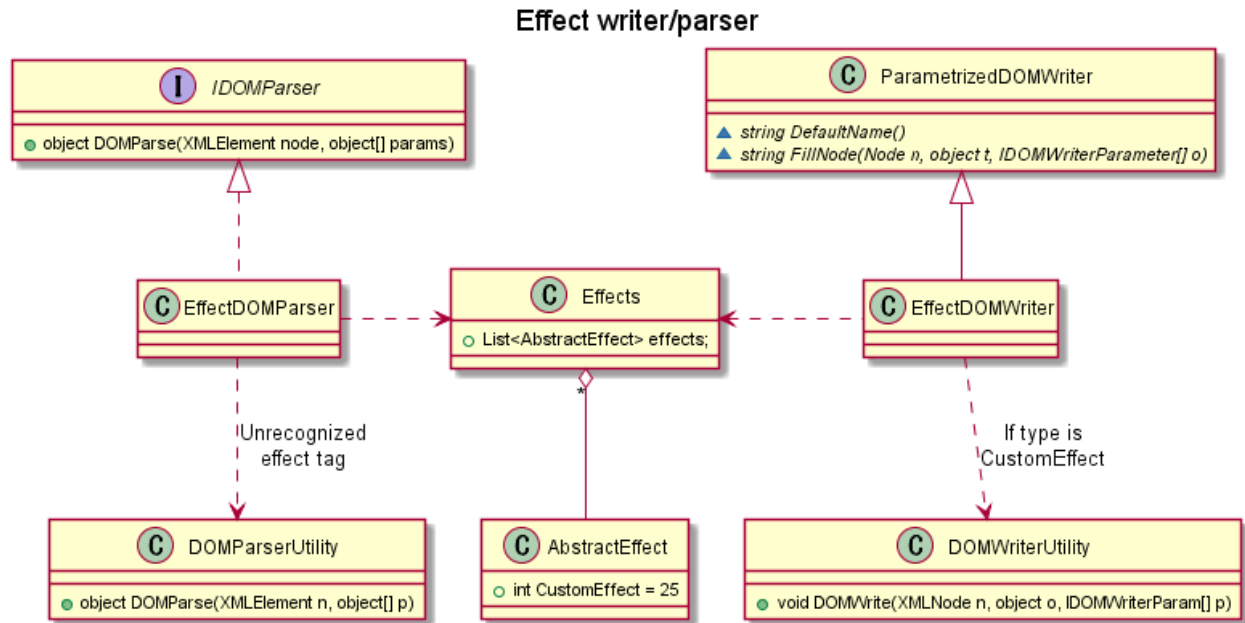 Effect writer/parser
I IDOMParser
object DOMParse(XMLElement node, object[] params)
C ParametrizedDOMWriter
string DefaultName()
string FillNode(Node n, object t, IDOMWriterParameter[] o)
C EffectDOMParser
C Effects
List<AbstractEffect> effects;
C EffectDOMWriter
*
Unrecognized
effect tag
If type is
CustomEffect
C DOMParserUtility
object DOMParse(XMLElement n, object[] p)
C AbstractEffect
int CustomEffect = 25
C DOMWriterUtility
void DOMWrite(XMLNode n, object o, IDOMWriterParam[] p)